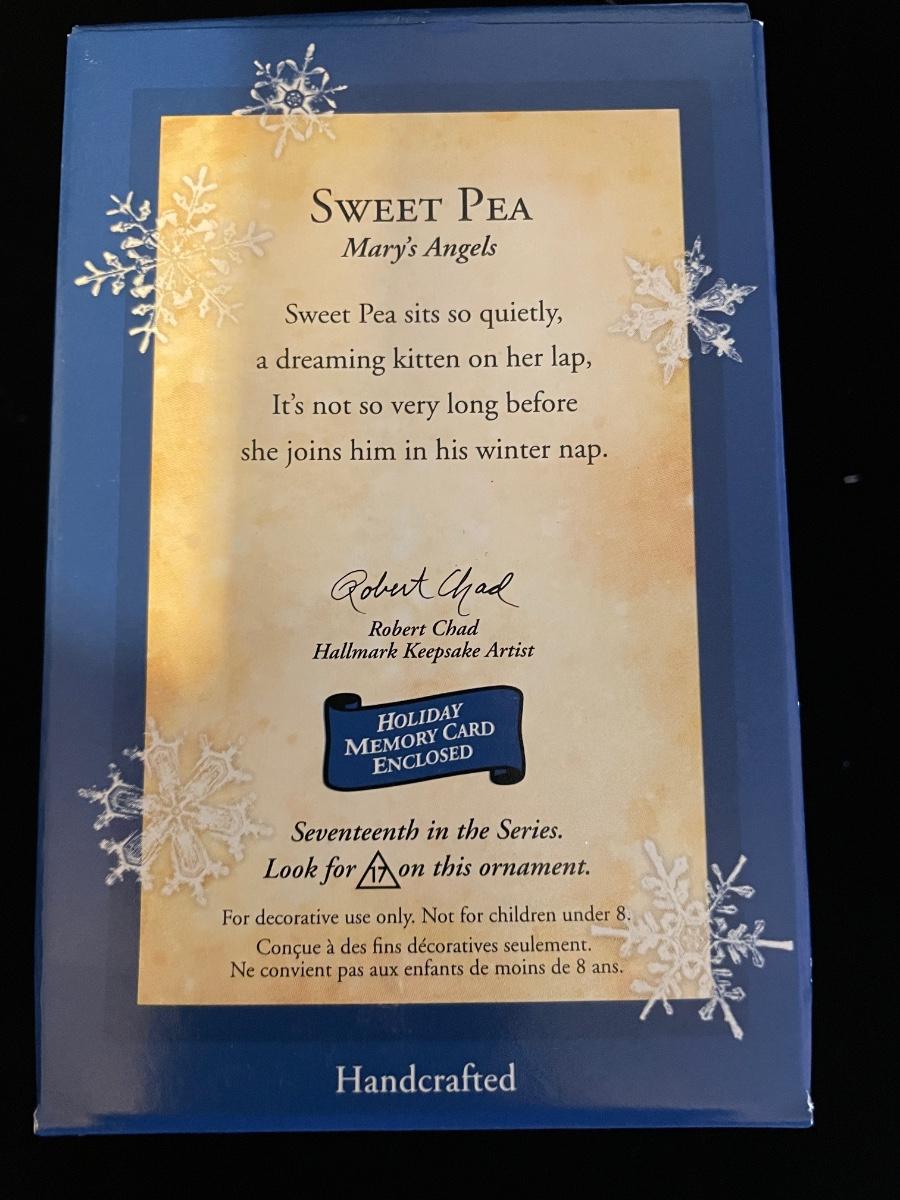 SWEET PEA
Mary's Angels
Sweet Pea sits so quietly,
a dreaming kitten on her lap,
It's not so very long before
she joins him in his winter nap.
Robert Chad
Robert Chad
Hallmark Keepsake Artist
HOLIDAY
MEMORY CARD
ENCLOSED
Seventeenth in the Series.
Look for 17 on this ornament.
For decorative use only. Not for children under 8.
Conçue à des fins décoratives seulement.
Ne convient pas aux enfants de moins de 8 ans.
Handcrafted